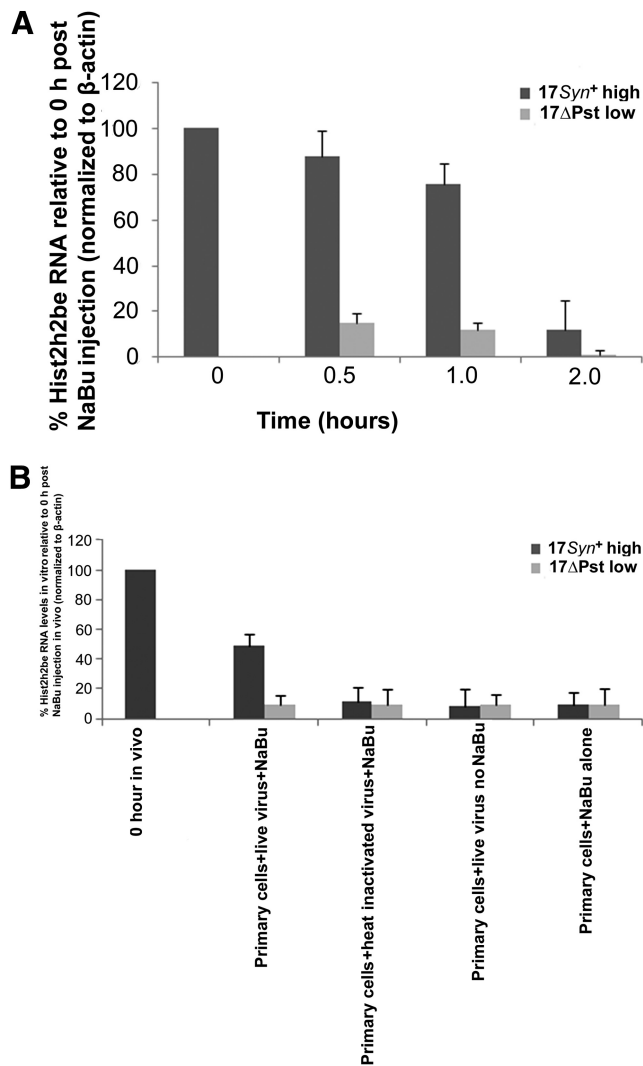 A
% Hist2h2be RNA relative to 0 h post
NaBu injection (normalized to β-actin)
120
100
80
60
40
20
0
17Syn+ high
17ΔPst low
0
0.5
1.0
2.0
Time (hours)
B
% Hist2h2be RNA levels in vitro relative to 0 h post
NaBu injection in vivo (normalized to β-actin)
120
100
80
60
40
20
0
17Syn+ high
17ΔPst low
0 hour in vivo
Primary cells+live virus+NaBu
Primary cells+heat inactivated virus+NaBu
Primary cells+live virus no NaBu
Primary cells+NaBu alone